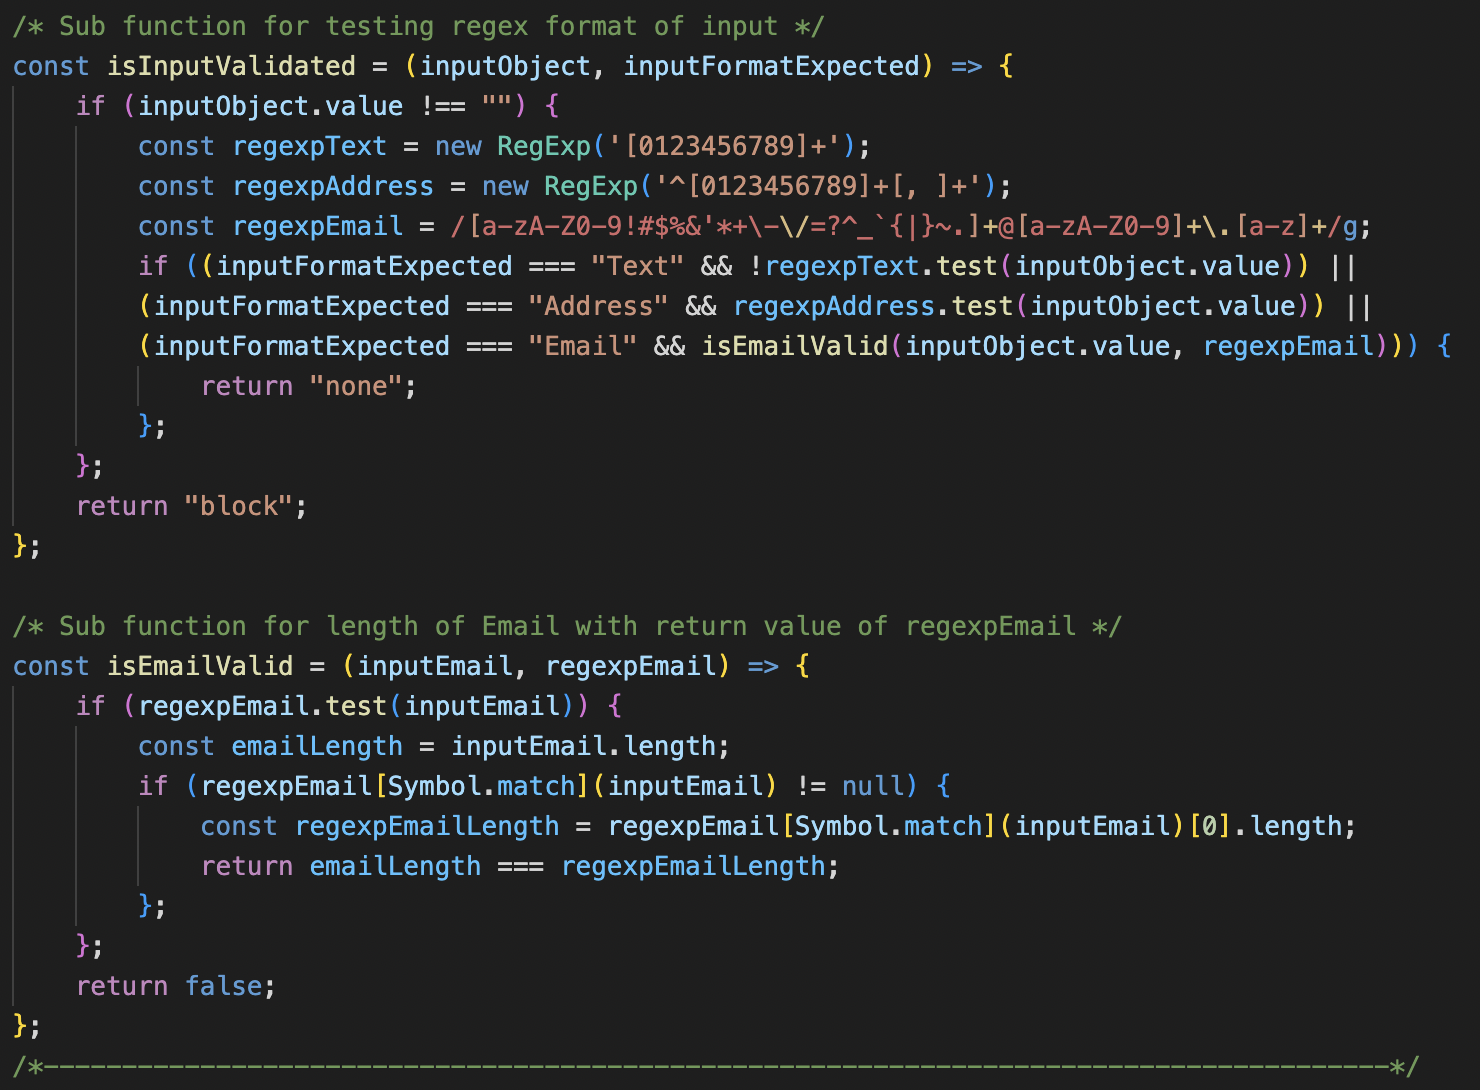 /* Sub function for testing regex format of input */
const isInputValidated = (inputObject, inputFormatExpected) => {
    if (inputObject.value !== "") {
        const regexpText = new RegExp('[0123456789]+');
        const regexpAddress = new RegExp('^[0123456789]+[, ]+');
        const regexpEmail = /[a-zA-Z0-9!#$%&'*+\-\/=?^_`{|}~.]+@[a-zA-Z0-9]+\.[a-z]+/g;
        if ((inputFormatExpected === "Text" && !regexpText.test(inputObject.value)) ||
        (inputFormatExpected === "Address" && regexpAddress.test(inputObject.value)) ||
        (inputFormatExpected === "Email" && isEmailValid(inputObject.value, regexpEmail))) {
            return "none";
        };
    };
    return "block";
};

/* Sub function for length of Email with return value of regexpEmail */
const isEmailValid = (inputEmail, regexpEmail) => {
    if (regexpEmail.test(inputEmail)) {
        const emailLength = inputEmail.length;
        if (regexpEmail[Symbol.match](inputEmail) != null) {
            const regexpEmailLength = regexpEmail[Symbol.match](inputEmail)[0].length;
            return emailLength === regexpEmailLength;
        };
    };
    return false;
};
/*--------------------------------------------------------------------------------------*/